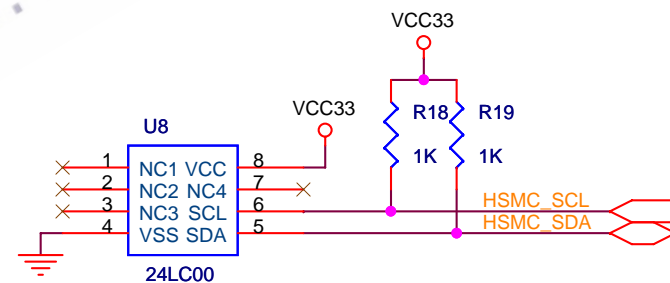 VCC33
VCC33
R18 R19
1K 1K
U8
1 NC1 VCC 8
2 NC2 NC4 7
3 NC3 SCL 6
4 VSS SDA 5
24LC00
HSMC_SCL
HSMC_SDA